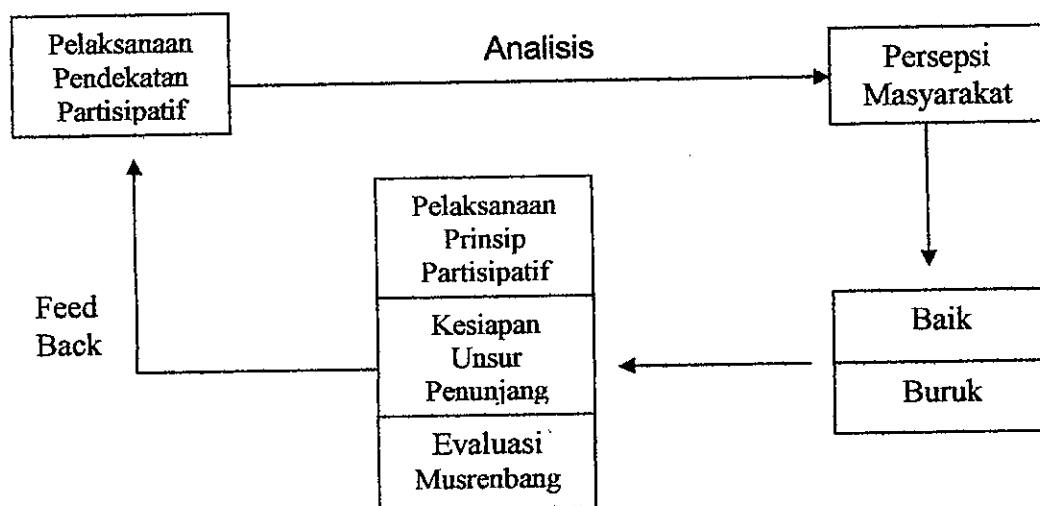 Pelaksanaan
Pendekatan
Partisipatif
Analisis
Persepsi
Masyarakat
Pelaksanaan
Prinsip
Partisipatif
Kesiapan
Unsur
Penunjang
Evaluasi
Musrenbang
Baik
Buruk
Feed
Back